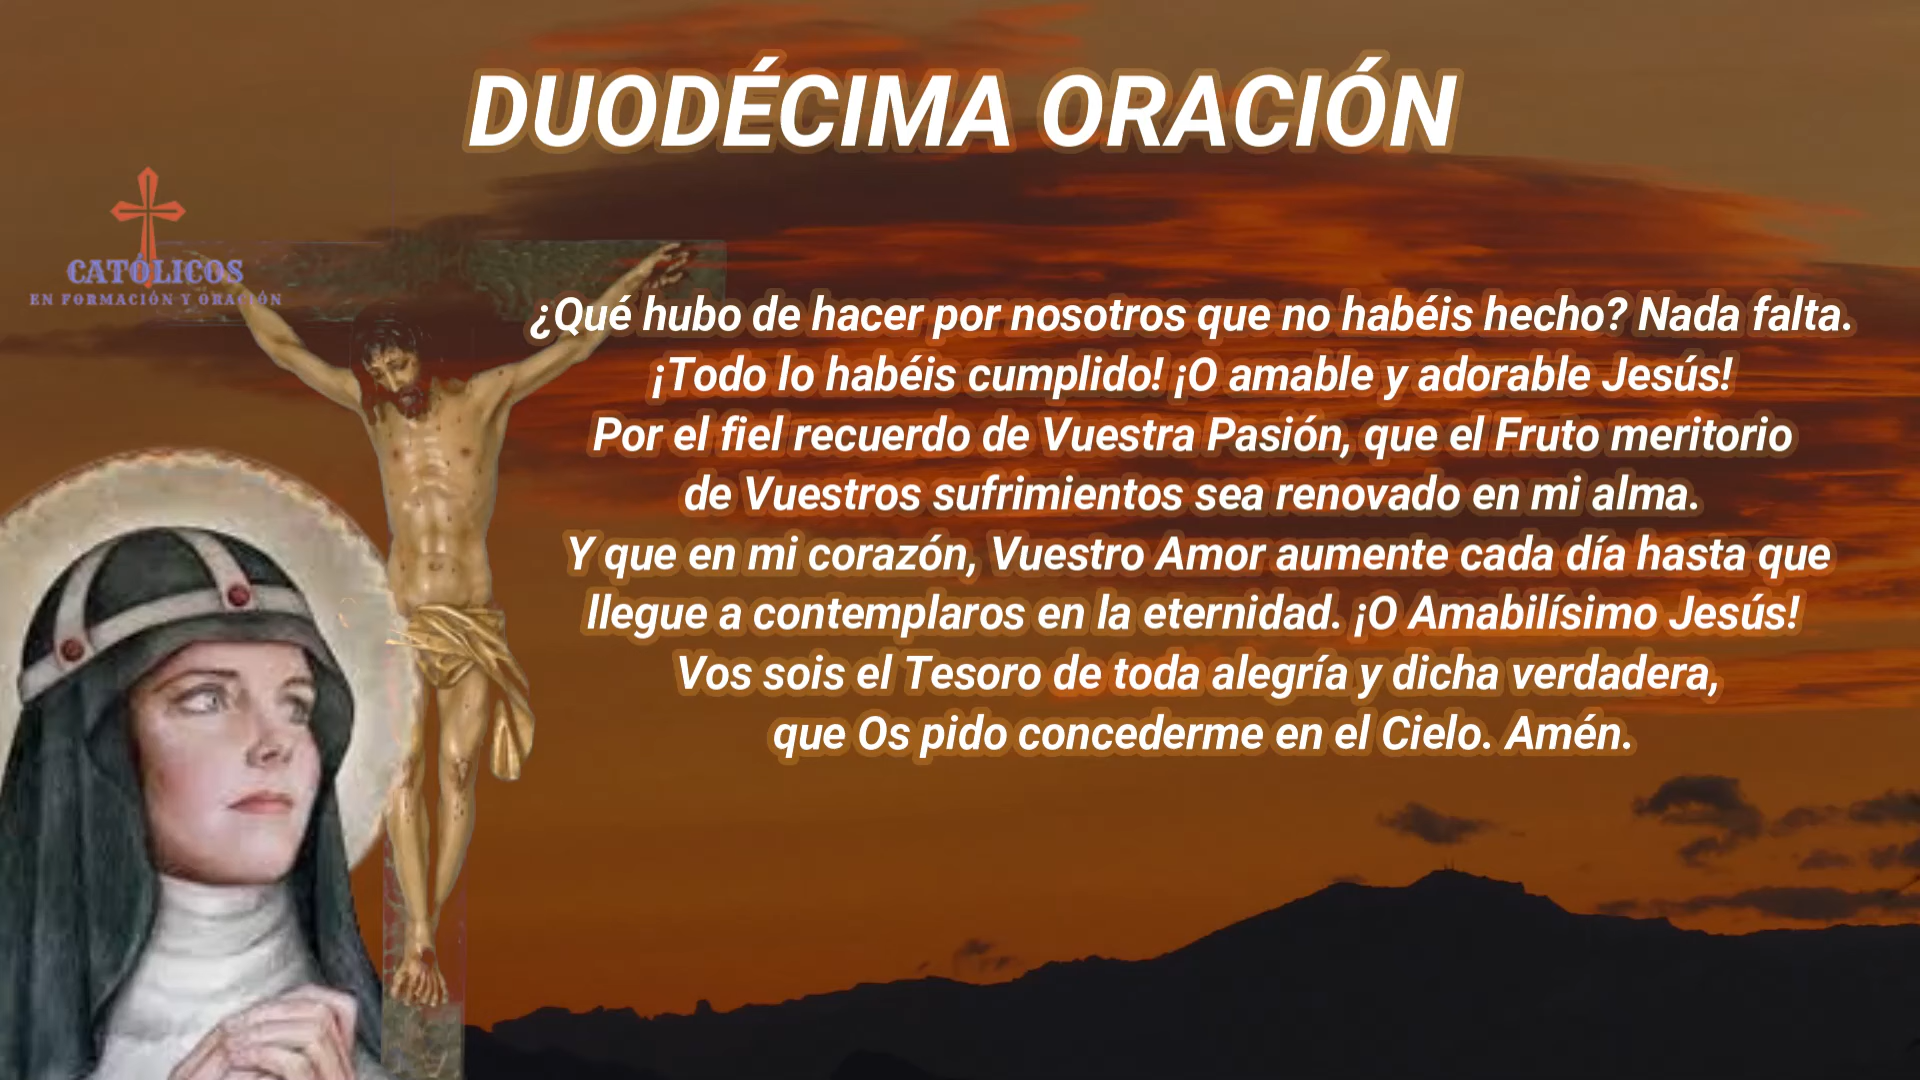 DUODÉCIMA ORACIÓN
CATÓLICOS
EN FORMACIÓN Y ORACIÓN
¿Qué hubo de hacer por nosotros que no habéis hecho? Nada falta.
¡Todo lo habéis cumplido! ¡O amable y adorable Jesús!
Por el fiel recuerdo de Vuestra Pasión, que el Fruto meritorio
de Vuestros sufrimientos sea renovado en mi alma.
Y que en mi corazón, Vuestro Amor aumente cada día hasta que
llegue a contemplaros en la eternidad. ¡O Amabilísimo Jesús!
Vos sois el Tesoro de toda alegría y dicha verdadera,
que Os pido concederme en el Cielo. Amén.